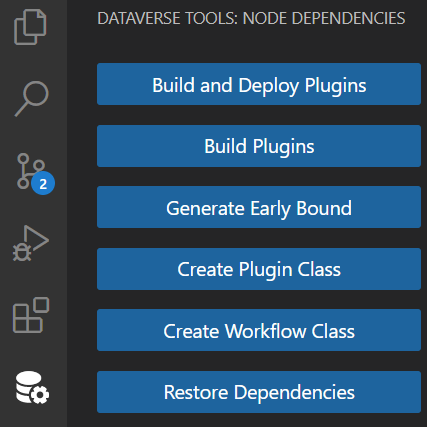 DATAVERSE TOOLS: NODE DEPENDENCIES
Build and Deploy Plugins
Build Plugins
2
Generate Early Bound
Create Plugin Class
Create Workflow Class
Restore Dependencies